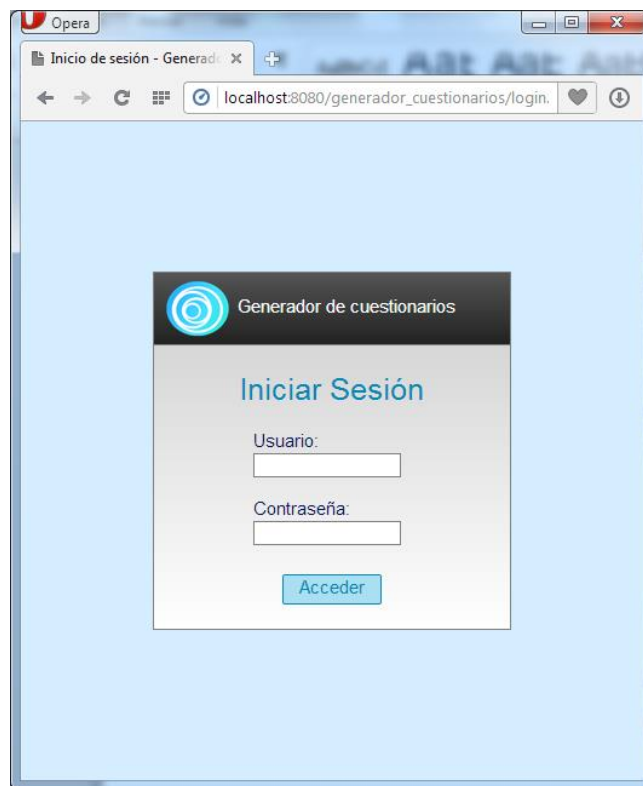 Opera
Inicio de sesión - Generad
localhost:8080/generador_cuestionarios/login.
Generador de cuestionarios
Iniciar Sesión
Usuario:
Contraseña:
Acceder